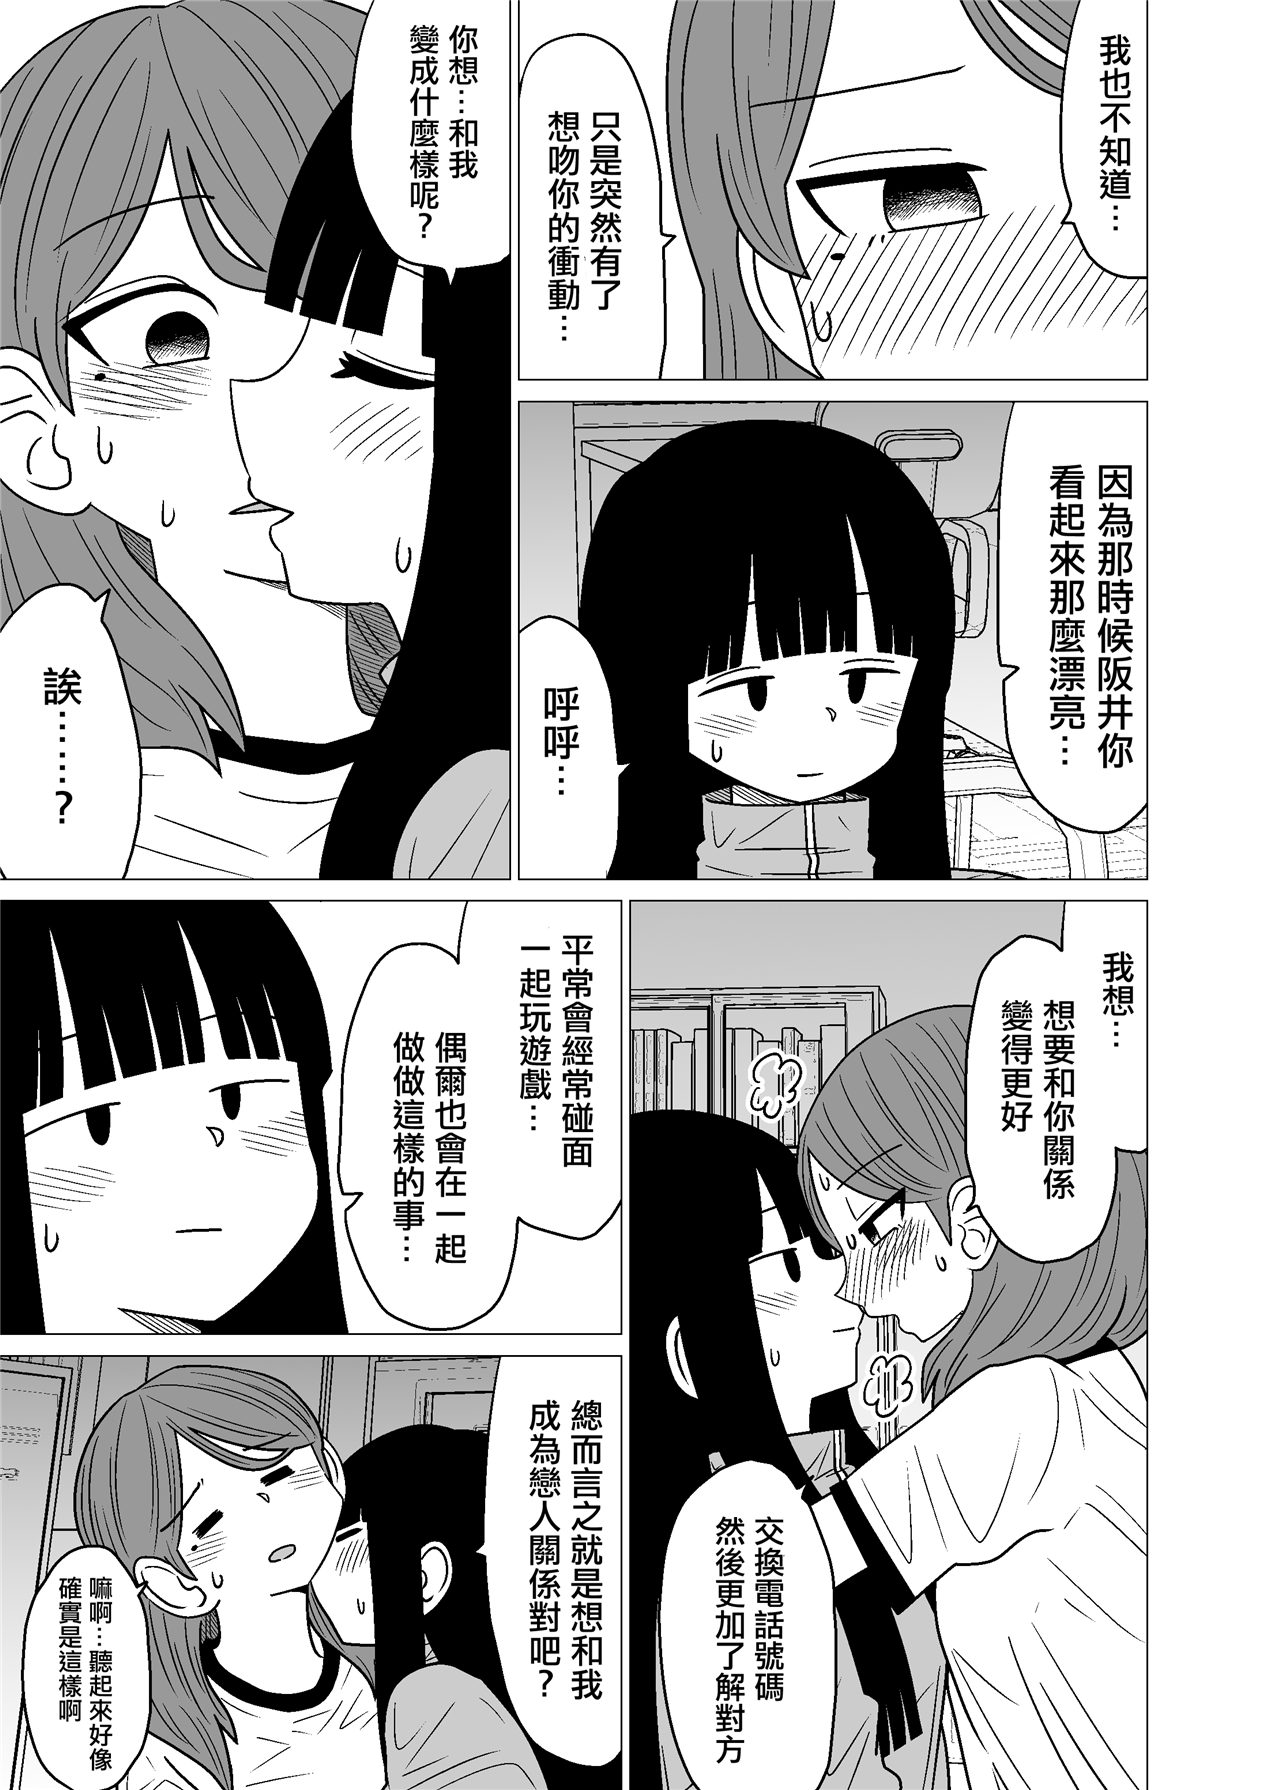 我也不知道…
只是突然有了
想吻你的衝動…
因為那時候阪井你
看起來那麼漂亮…
呼呼…
你想…和我
變成什麼樣呢？
誒……？
我想…
想要和你關係
變得更好
交換電話號碼
然後更加了解對方
平常會經常碰面
一起玩遊戲…
偶爾也會在一起
做做這樣的事…
總而言之就是想和我
成為戀人關係對吧？
嘛啊…聽起來好像
確實是這樣啊